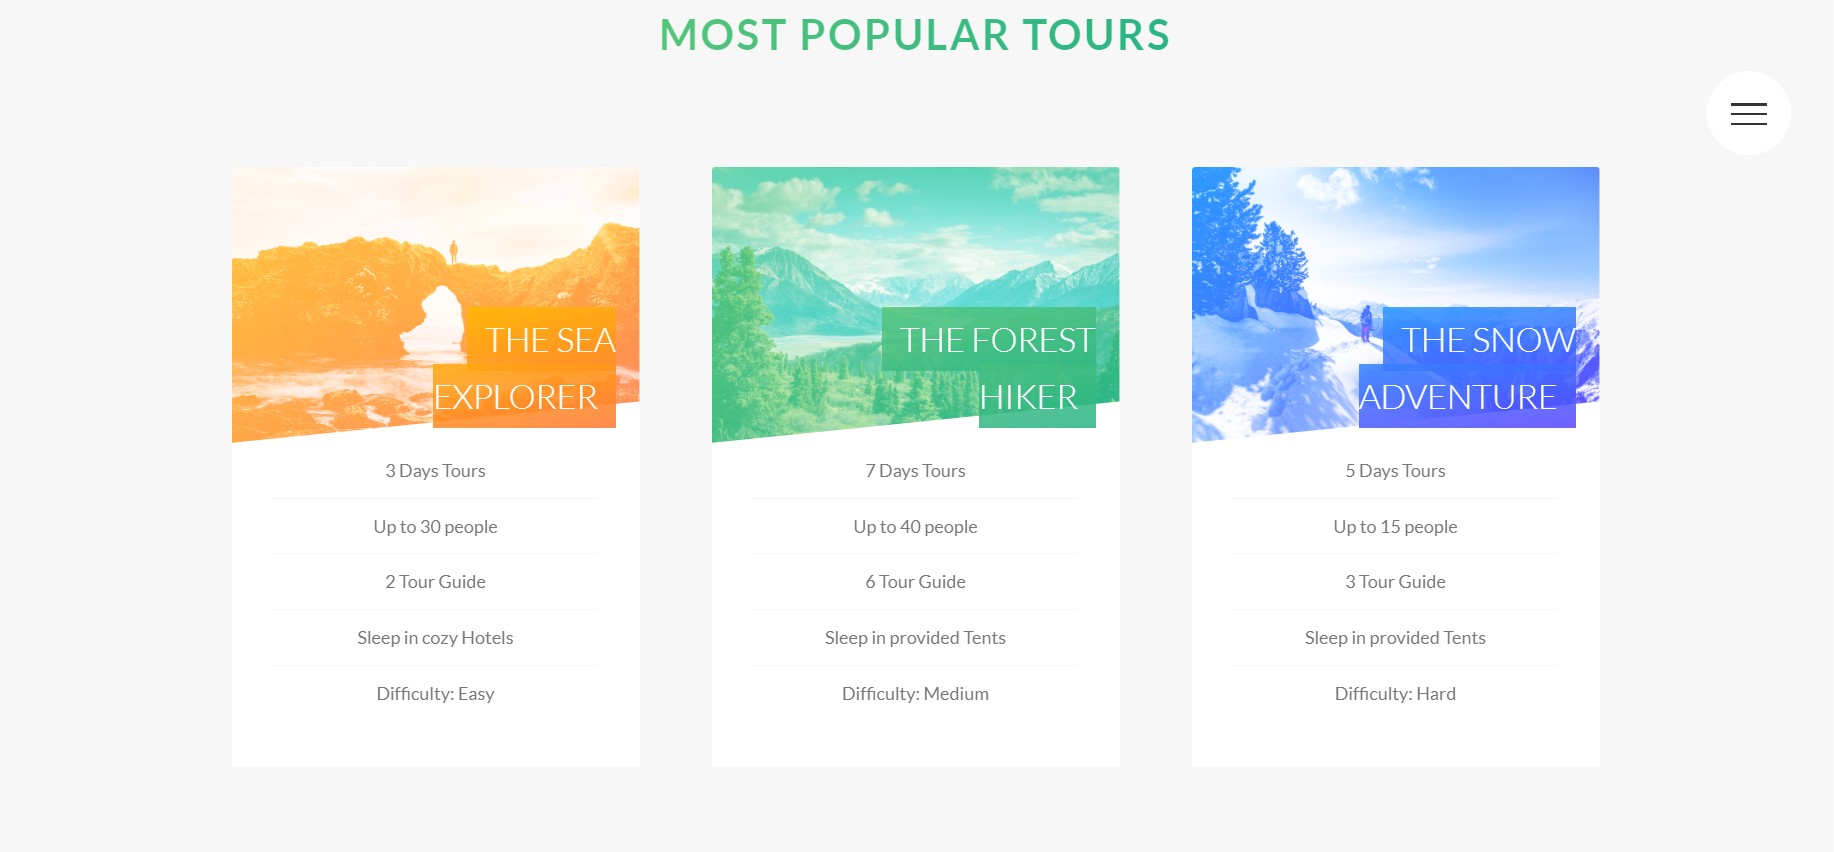 MOST POPULAR TOURS
THE SEA
EXPLORER
3 Days Tours
Up to 30 people
2 Tour Guide
Sleep in cozy Hotels
Difficulty: Easy
THE FOREST
HIKER
7 Days Tours
Up to 40 people
6 Tour Guide
Sleep in provided Tents
Difficulty: Medium
THE SNOW
ADVENTURE
5 Days Tours
Up to 15 people
3 Tour Guide
Sleep in provided Tents
Difficulty: Hard